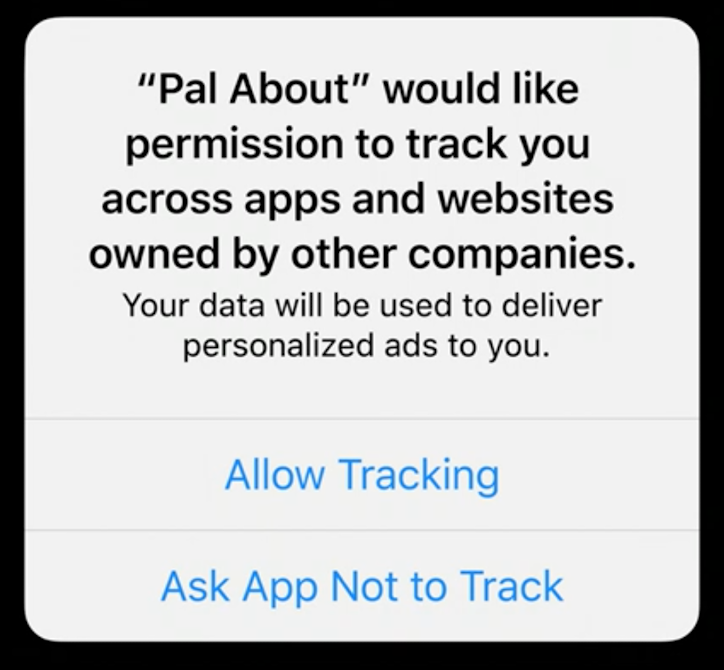 “Pal About” would like
permission to track you
across apps and websites
owned by other companies.
Your data will be used to deliver
personalized ads to you.
Allow Tracking
Ask App Not to Track